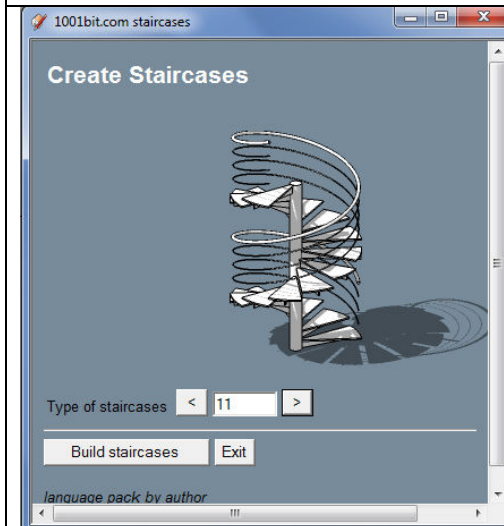 1001bit.com staircases
Create Staircases
Type of staircases < 11 >
Build staircases Exit
language pack by author